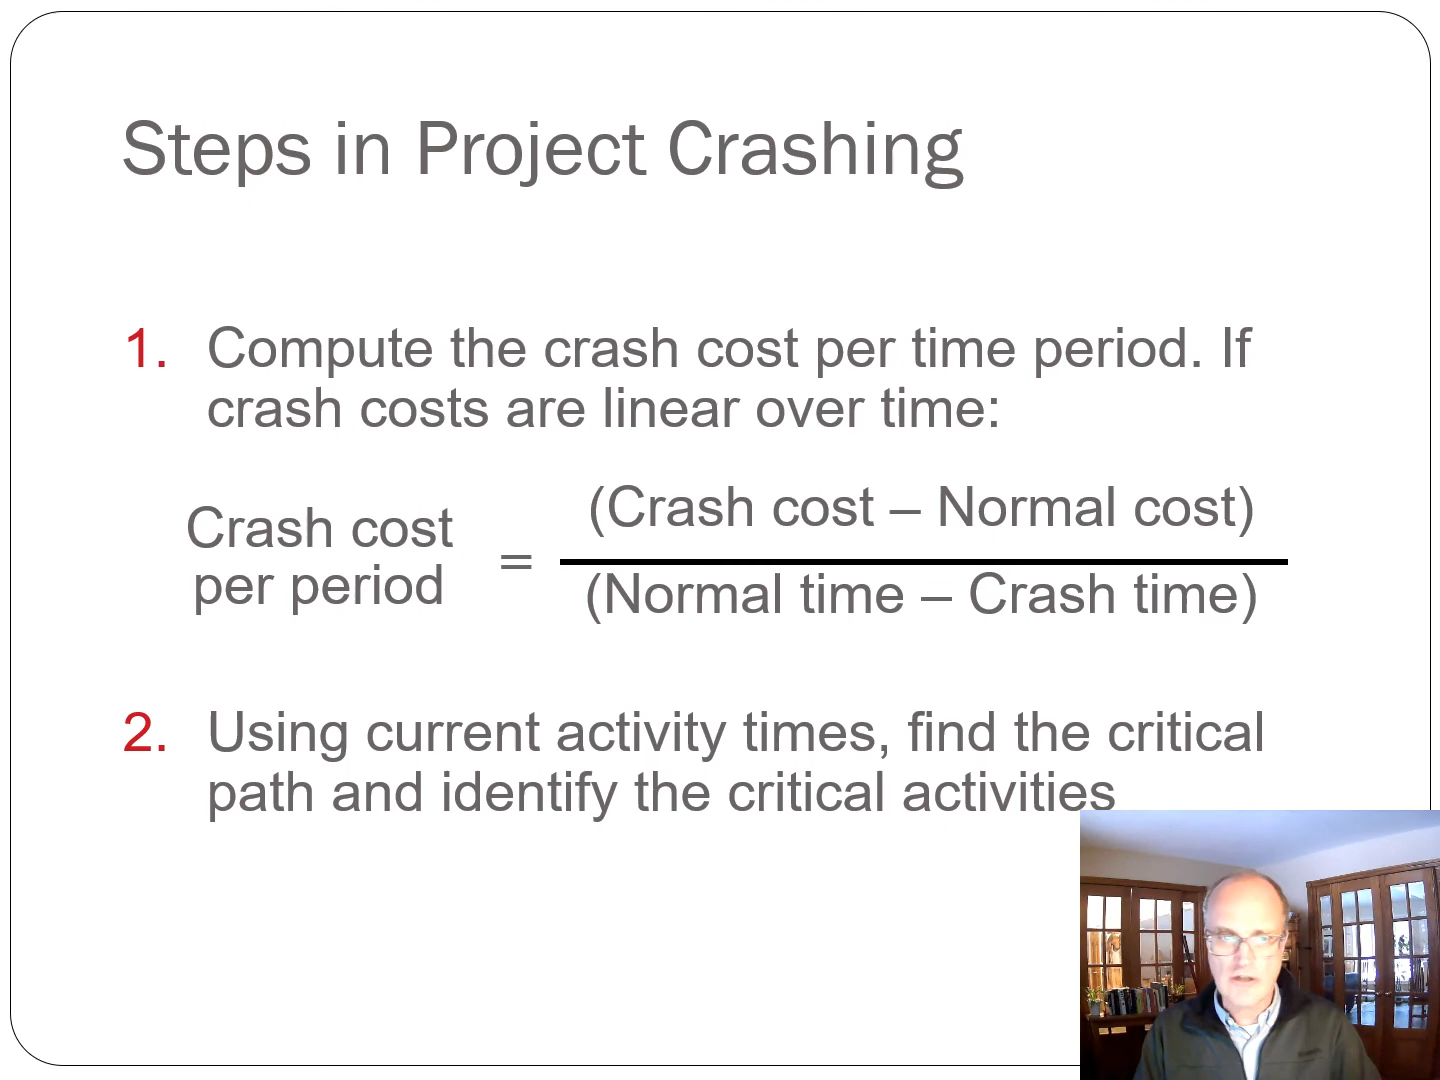 Steps in Project Crashing
1. Compute the crash cost per time period. If
crash costs are linear over time:
Crash cost
per period
=
(Crash cost – Normal cost)
(Normal time – Crash time)
2. Using current activity times, find the critical
path and identify the critical activities